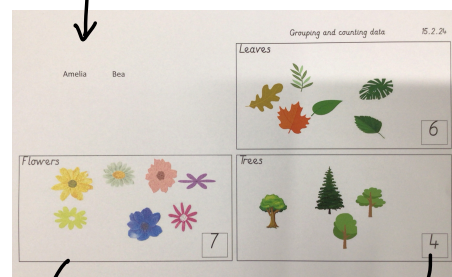 Grouping and counting data 15.2.24
Leaves
Amelia Bea
6
Flowers
Trees
7
4